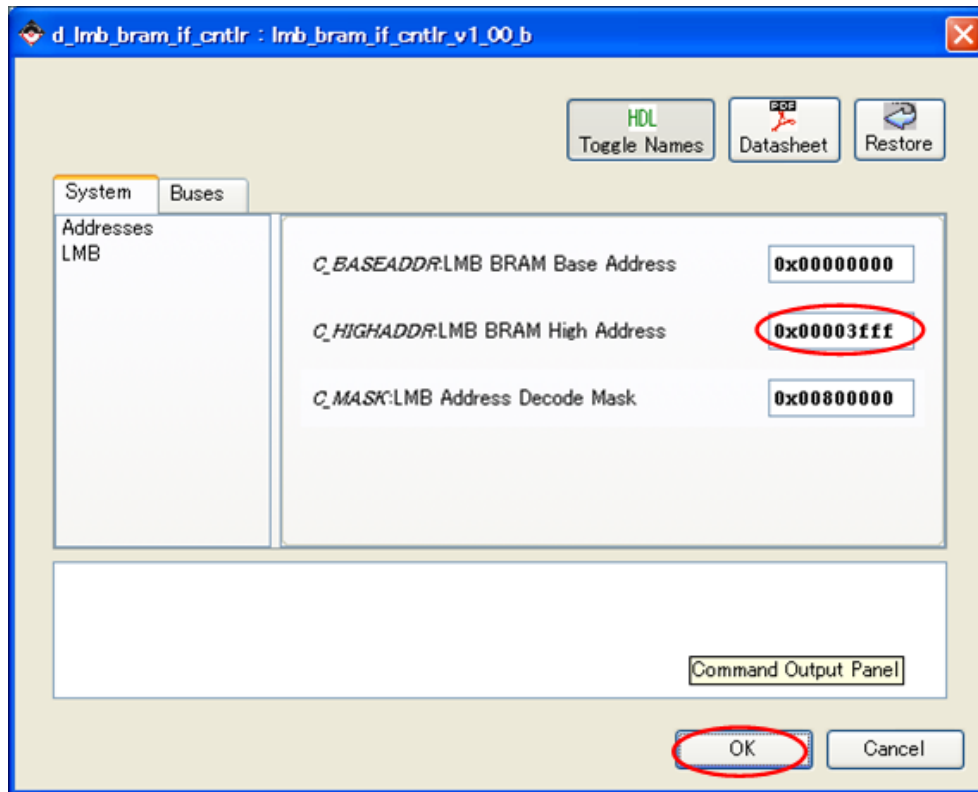 d_lmb_bram_if_cntlr : lmb_bram_if_cntlr_v1_00_b
HDL
Toggle Names
PDF
Datasheet
Restore
System
Buses
Addresses
LMB
C_BASEADDR:LMB BRAM Base Address
0x00000000
C_HIGHADDR:LMB BRAM High Address
0x00003fff
C_MASK:LMB Address Decode Mask
0x00800000
Command Output Panel
OK
Cancel